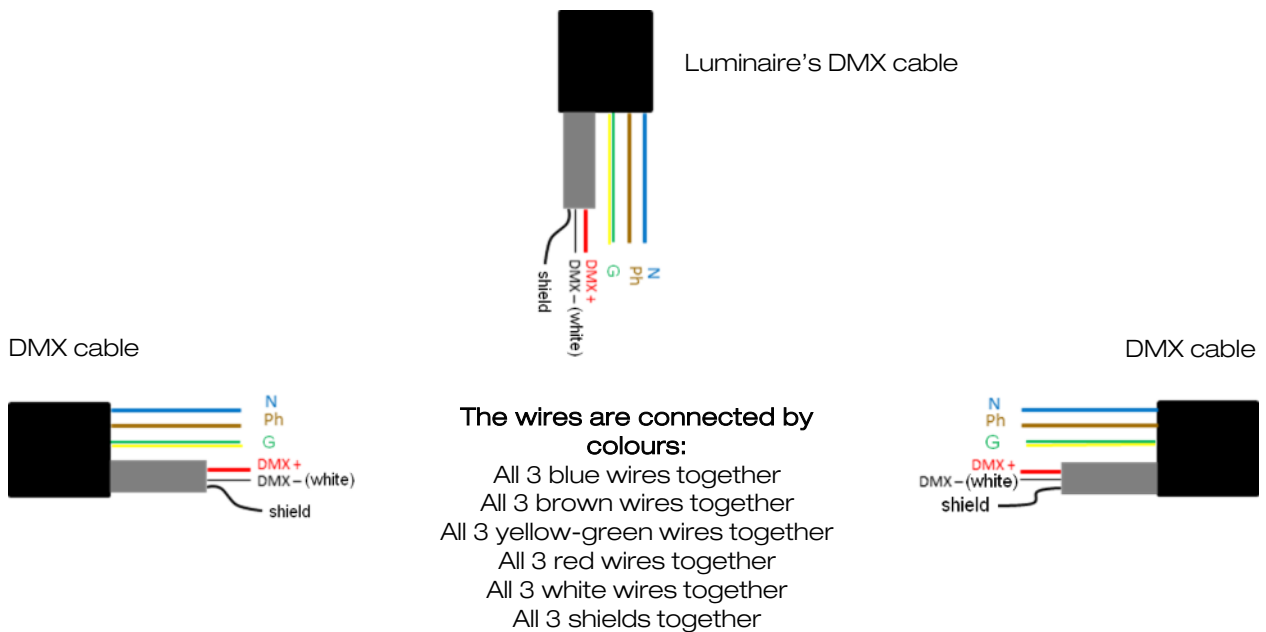 Luminaire's DMX cable
shield
DMX – (white)
DMX +
G
Ph
N
DMX cable
N
Ph
G
DMX +
DMX – (white)
shield
The wires are connected by
colours:
All 3 blue wires together
All 3 brown wires together
All 3 yellow-green wires together
All 3 red wires together
All 3 white wires together
All 3 shields together
DMX cable
N
Ph
G
DMX +
DMX – (white)
shield